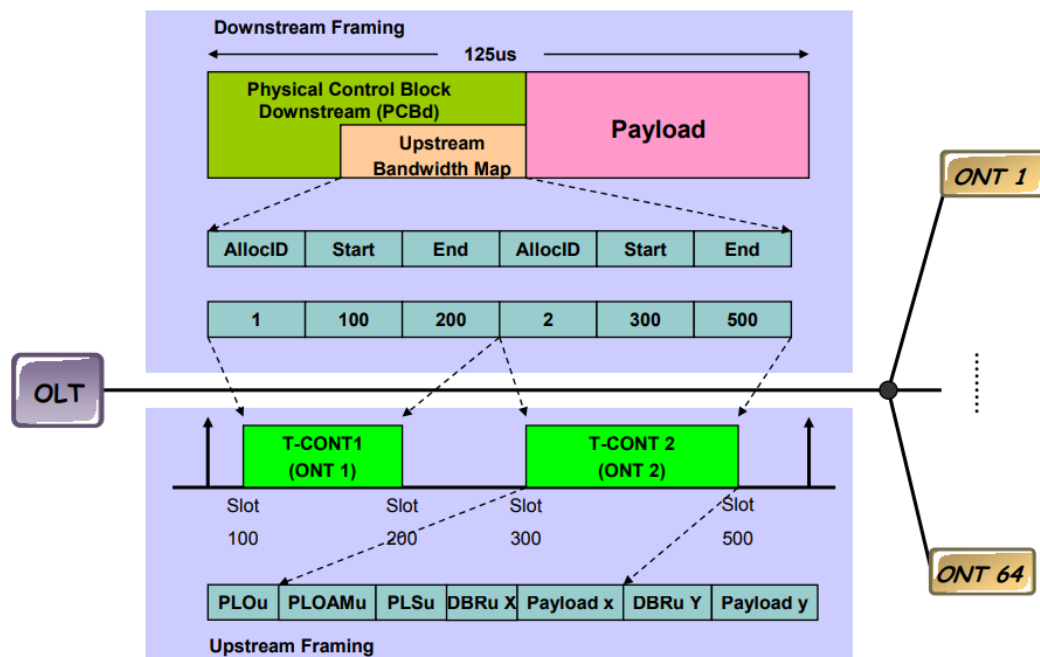 Downstream Framing
125us
Physical Control Block
Downstream (PCBd)
Upstream
Bandwidth Map
Payload
ONT 1
AllocID Start End AllocID Start End
1 100 200 2 300 500
OLT
T-CONT1
(ONT 1)
T-CONT 2
(ONT 2)
Slot Slot Slot Slot
100 200 300 500
ONT 64
PLOu PLOAMu PLSu DBRu X Payload x DBRu Y Payload y
Upstream Framing